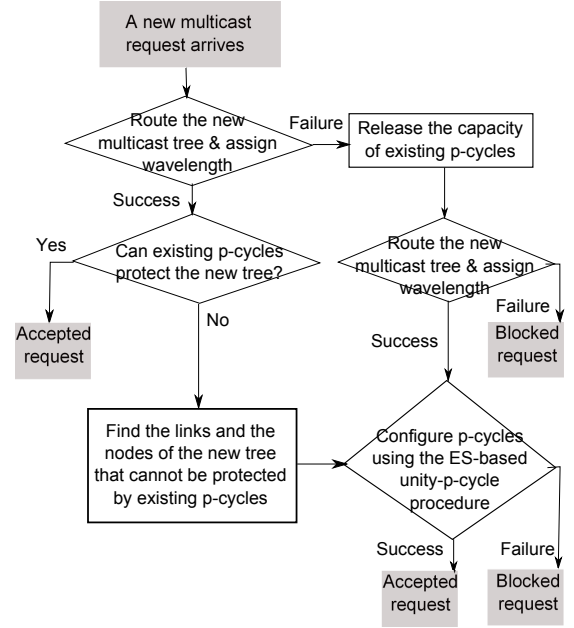 A new multicast
request arrives
Route the new
multicast tree & assign
wavelength
Failure
Release the capacity
of existing p-cycles
Success
Yes
Can existing p-cycles
protect the new tree?
Route the new
multicast tree & assign
wavelength
Failure
Accepted
request
No
Success
Blocked
request
Find the links and the
nodes of the new tree
that cannot be protected
by existing p-cycles
Configure p-cycles
using the ES-based
unity-p-cycle
procedure
Success
Failure
Accepted
request
Blocked
request